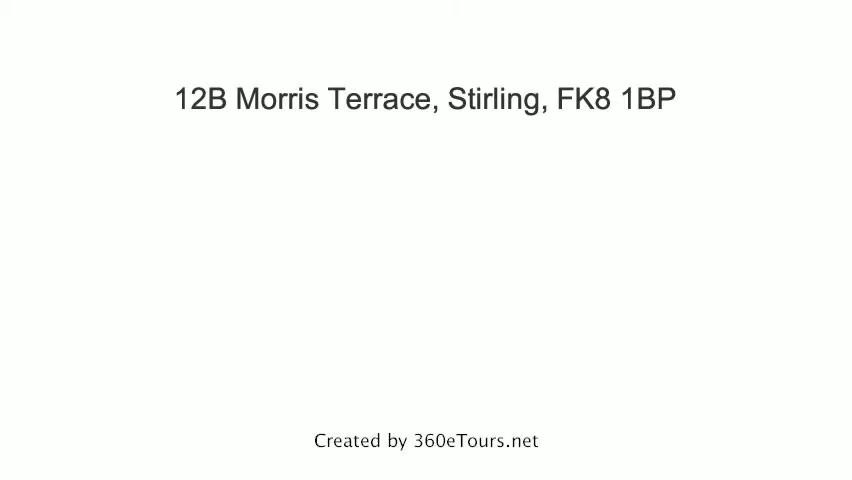 12B Morris Terrace, Stirling, FK8 1BP
Created by 360eTours.net